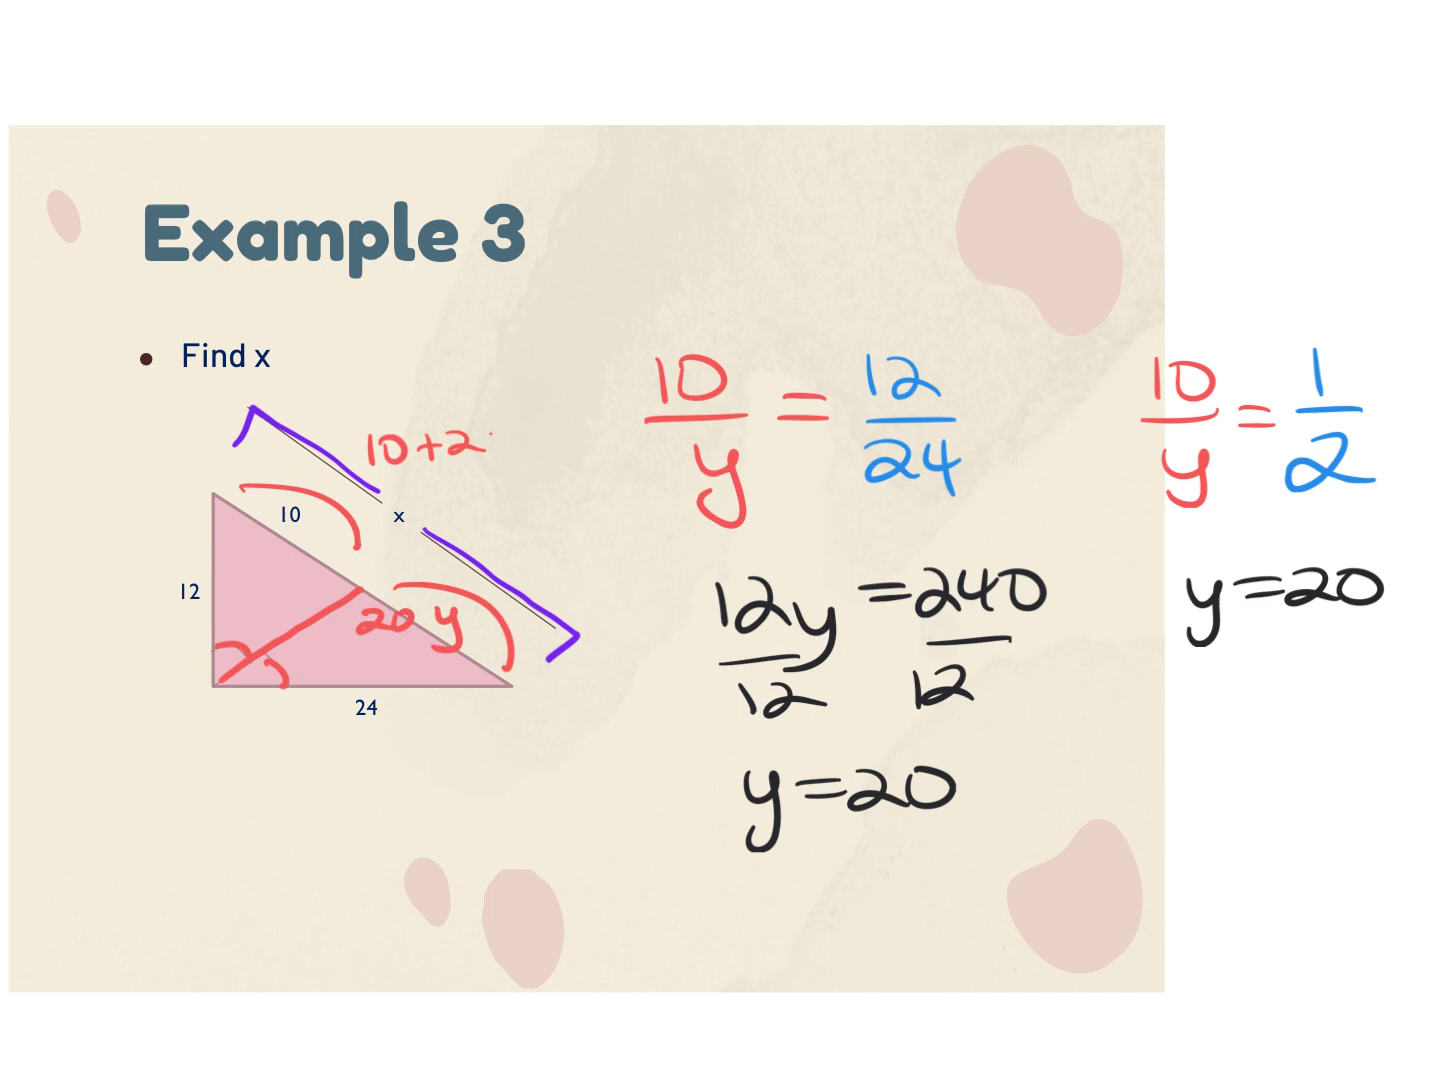 Example 3
• Find x
10+2
10
x
12
20 y
24
10/y = 12/24
12y/12 = 240/12
y=20
10/y = 1/2
y=20